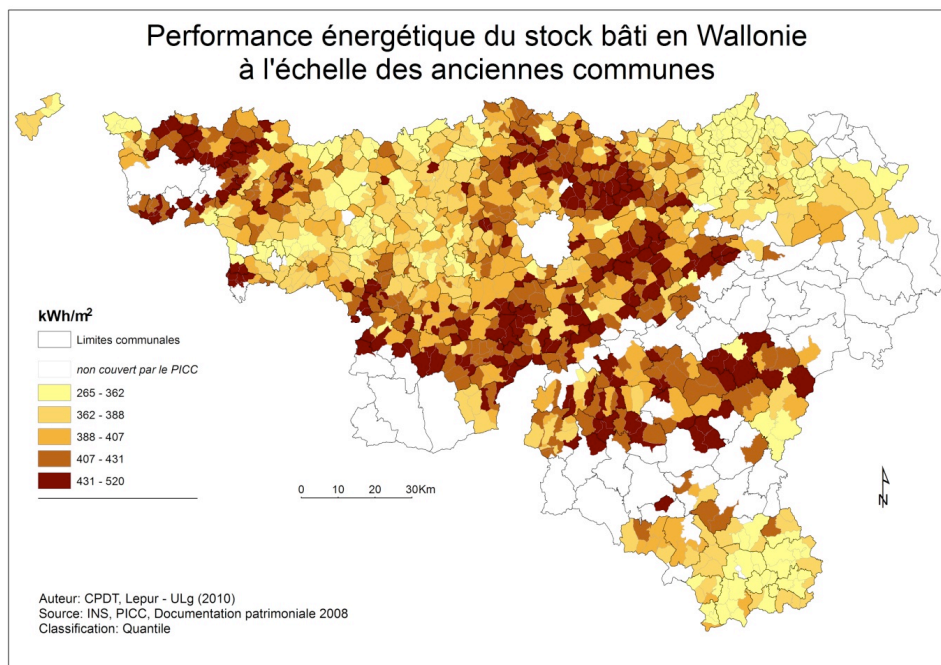 Performance énergétique du stock bâti en Wallonie
à l'échelle des anciennes communes
kWh/m²
Limites communales
non couvert par le PICC
265 - 362
362 - 388
388 - 407
407 - 431
431 - 520
0 10 20 30Km
N
Auteur: CPDT, Lepur - ULg (2010)
Source: INS, PICC, Documentation patrimoniale 2008
Classification: Quantile